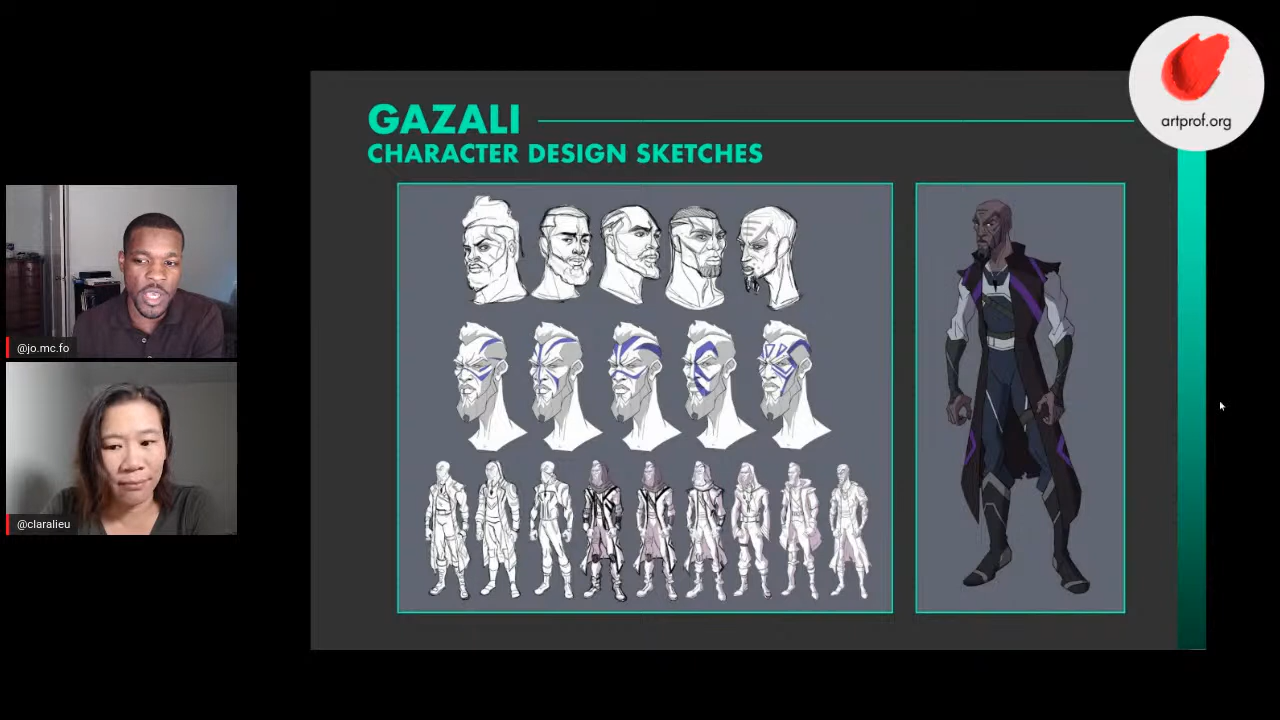 GAZALI
CHARACTER DESIGN SKETCHES
artprof.org
@jo.mc.fo
@claralieu